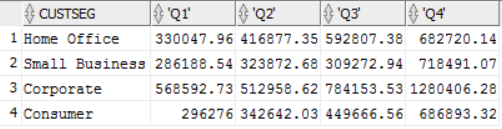 CUSTSEG 'Q1' 'Q2' 'Q3' 'Q4'
1 Home Office 330047.96 416877.35 592807.38 682720.14
2 Small Business 286188.54 323872.68 309272.94 718491.07
3 Corporate 568592.73 512958.62 784153.53 1280406.28
4 Consumer 296276 342642.03 449666.56 686893.32